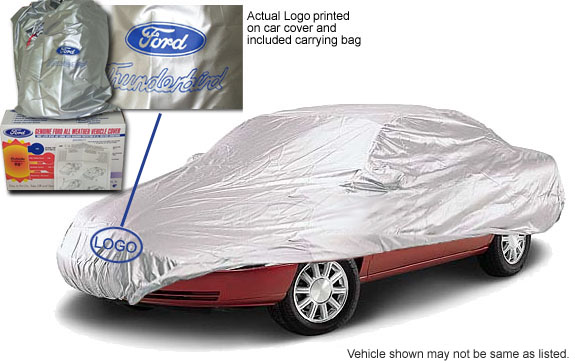 Actual Logo printed
on car cover and
included carrying bag
Ford
Thunderbird
Ford
Ford
GENUINE FORD ALL WEATHER VEHICLE COVER
LOGO
Vehicle shown may not be same as listed.